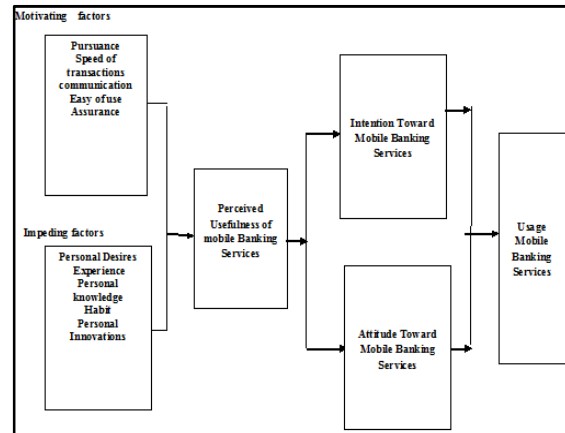 Motivating factors
Pursuance
Speed of
transactions
communication
Easy of use
Assurance
Impeding factors
Personal Desires
Experience
Personal
knowledge
Habit
Personal
Innovations
Perceived
Usefulness of
mobile Banking
Services
Intention Toward
Mobile Banking
Services
Attitude Toward
Mobile Banking
Services
Usage
Mobile
Banking
Services